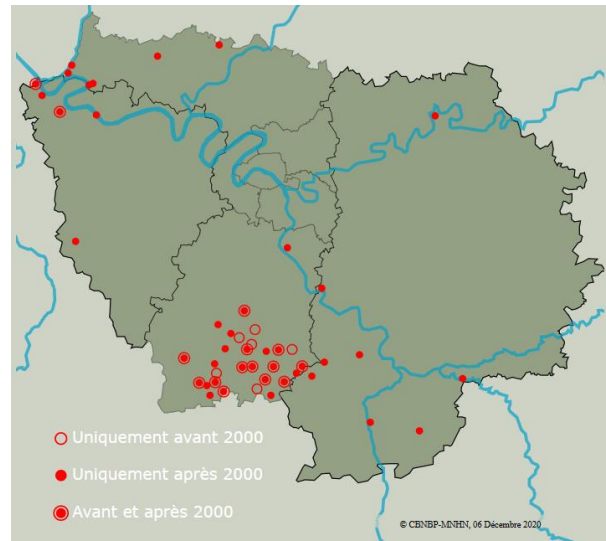 Uniquement avant 2000
Uniquement après 2000
Avant et après 2000
© CBNBP-MNHN, 06 Décembre 2020